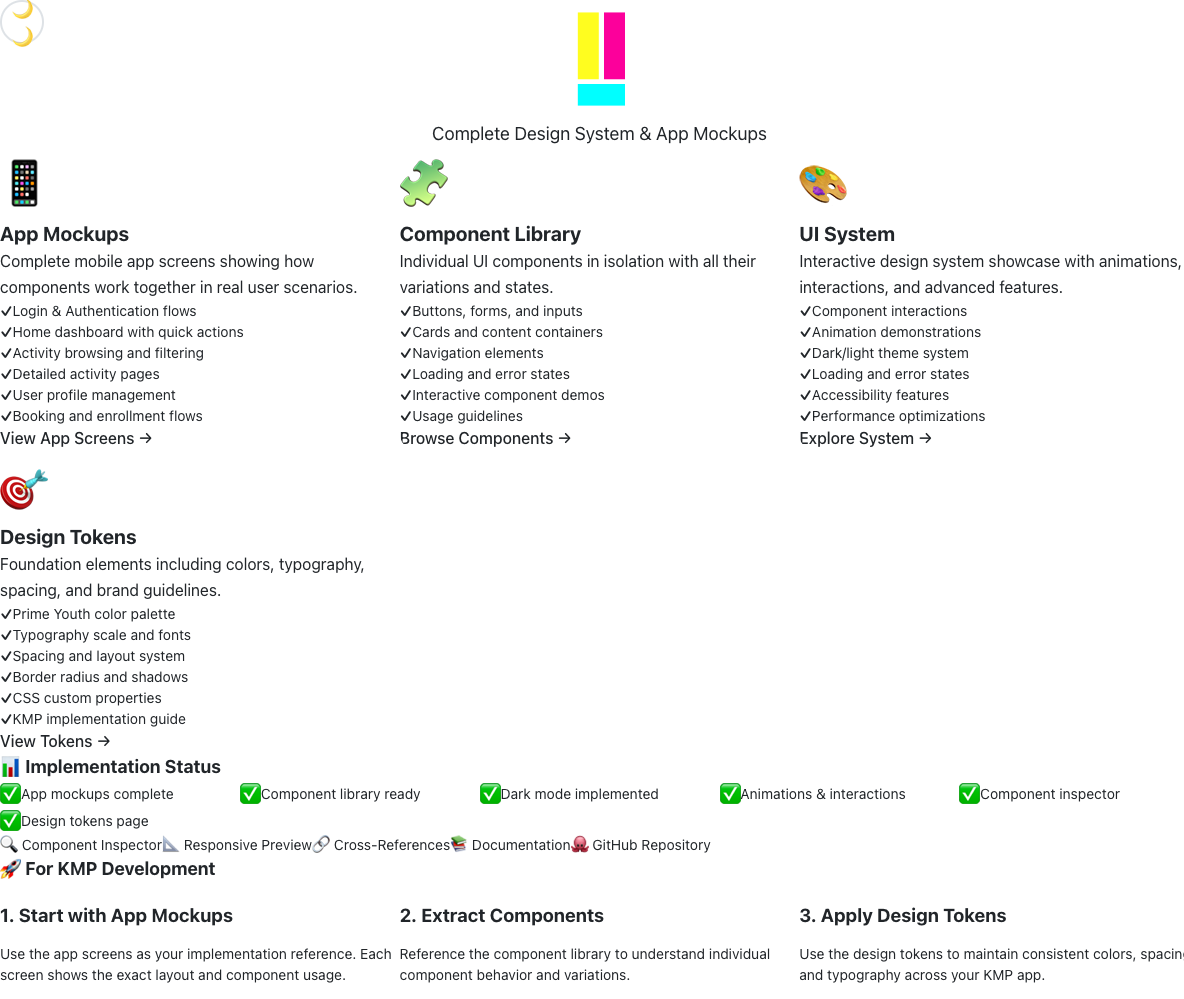 Complete Design System & App Mockups
App Mockups
Complete mobile app screens showing how
components work together in real user scenarios.
✓Login & Authentication flows
✓Home dashboard with quick actions
✓Activity browsing and filtering
✓Detailed activity pages
✓User profile management
✓Booking and enrollment flows
View App Screens →
Component Library
Individual UI components in isolation with all their
variations and states.
✓Buttons, forms, and inputs
✓Cards and content containers
✓Navigation elements
✓Loading and error states
✓Interactive component demos
✓Usage guidelines
Browse Components →
UI System
Interactive design system showcase with animations,
interactions, and advanced features.
✓Component interactions
✓Animation demonstrations
✓Dark/light theme system
✓Loading and error states
✓Accessibility features
✓Performance optimizations
Explore System →
Design Tokens
Foundation elements including colors, typography,
spacing, and brand guidelines.
✓Prime Youth color palette
✓Typography scale and fonts
✓Spacing and layout system
✓Border radius and shadows
✓CSS custom properties
✓KMP implementation guide
View Tokens →
📊 Implementation Status
✅App mockups complete ✅Component library ready ✅Dark mode implemented ✅Animations & interactions ✅Component inspector
✅Design tokens page
🔍 Component Inspector📐 Responsive Preview🔗 Cross-References📚 Documentation🐙 GitHub Repository
🚀 For KMP Development
1. Start with App Mockups
Use the app screens as your implementation reference. Each
screen shows the exact layout and component usage.
2. Extract Components
Reference the component library to understand individual
component behavior and variations.
3. Apply Design Tokens
Use the design tokens to maintain consistent colors, spacin
and typography across your KMP app.